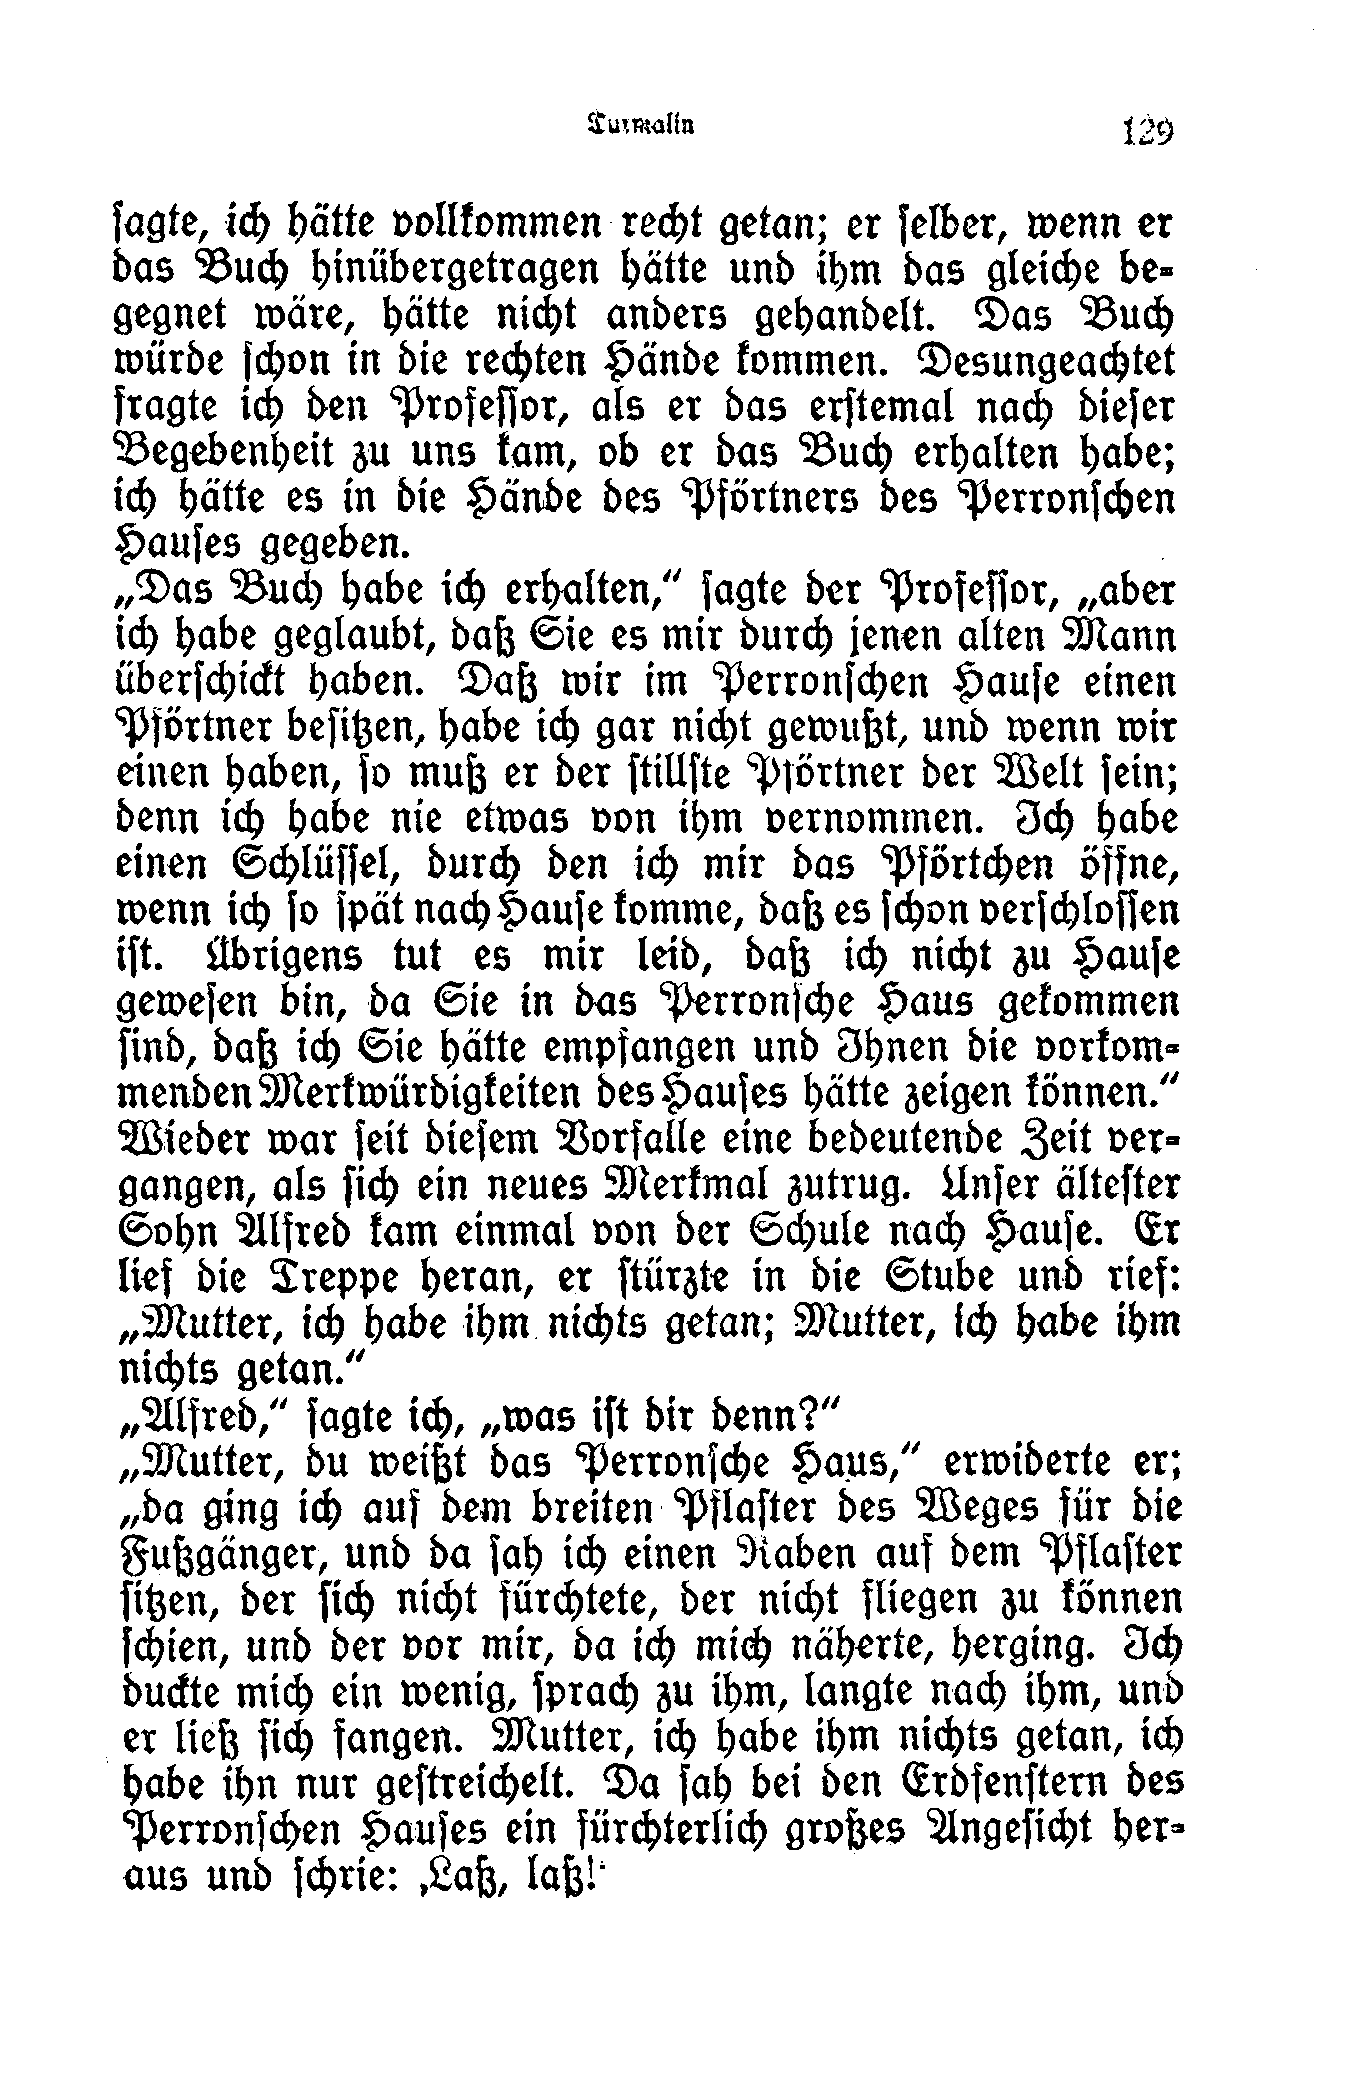 Turmalin 129
sagte, ich hätte vollkommen recht getan; er selber, wenn er
das Buch hinübergetragen hätte und ihm das gleiche be-
gegnet wäre, hätte nicht anders gehandelt. Das Buch
würde schon in die rechten Hände kommen. Desungeachtet
fragte ich den Professor, als er das erstemal nach dieser
Begebenheit zu uns kam, ob er das Buch erhalten habe;
ich hätte es in die Hände des Pförtners des Perronschen
Hauses gegeben.
„Das Buch habe ich erhalten,“ sagte der Professor, „aber
ich habe geglaubt, daß Sie es mir durch jenen alten Mann
überschickt haben. Daß wir im Perronschen Hause einen
Pförtner besitzen, habe ich gar nicht gewußt, und wenn wir
einen haben, so muß er der stillste Pförtner der Welt sein;
denn ich habe nie etwas von ihm vernommen. Ich habe
einen Schlüssel, durch den ich mir das Pförtchen öffne,
wenn ich so spät nach Hause komme, daß es schon verschlossen
ist. Übrigens tut es mir leid, daß ich nicht zu Hause
gewesen bin, da Sie in das Perronsche Haus gekommen
sind, daß ich Sie hätte empfangen und Ihnen die vorkom-
menden Merkwürdigkeiten des Hauses hätte zeigen können.“
Wieder war seit diesem Vorfalle eine bedeutende Zeit ver-
gangen, als sich ein neues Merkmal zutrug. Unser ältester
Sohn Alfred kam einmal von der Schule nach Hause. Er
lief die Treppe heran, er stürzte in die Stube und rief:
„Mutter, ich habe ihm nichts getan; Mutter, ich habe ihm
nichts getan.“
„Alfred,“ sagte ich, „was ist dir denn?“
„Mutter, du weißt das Perronsche Haus,“ erwiderte er;
„da ging ich auf dem breiten Pflaster des Weges für die
Fußgänger, und da sah ich einen Raben auf dem Pflaster
sitzen, der sich nicht fürchtete, der nicht fliegen zu können
schien, und der vor mir, da ich mich näherte, herging. Ich
duckte mich ein wenig, sprach zu ihm, langte nach ihm, und
er ließ sich fangen. Mutter, ich habe ihm nichts getan, ich
habe ihn nur gestreichelt. Da sah bei den Erdfenstern des
Perronschen Hauses ein fürchterlich großes Angesicht her-
aus und schrie: ‚Laß, laß!‘